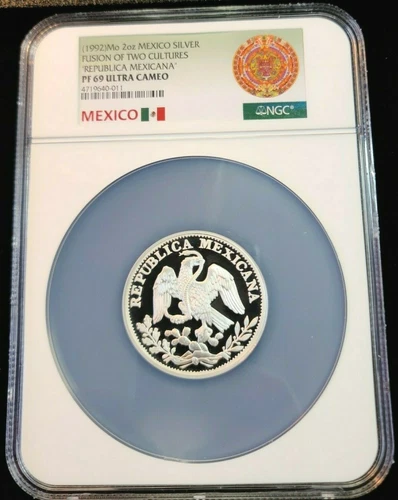 (1992)Mo 2oz MEXICO SILVER
FUSION OF TWO CULTURES
'REPUBLICA MEXICANA'
PF 69 ULTRA CAMEO
4719640-011
MEXICO
NGC®
REPUBLICA MEXICANA